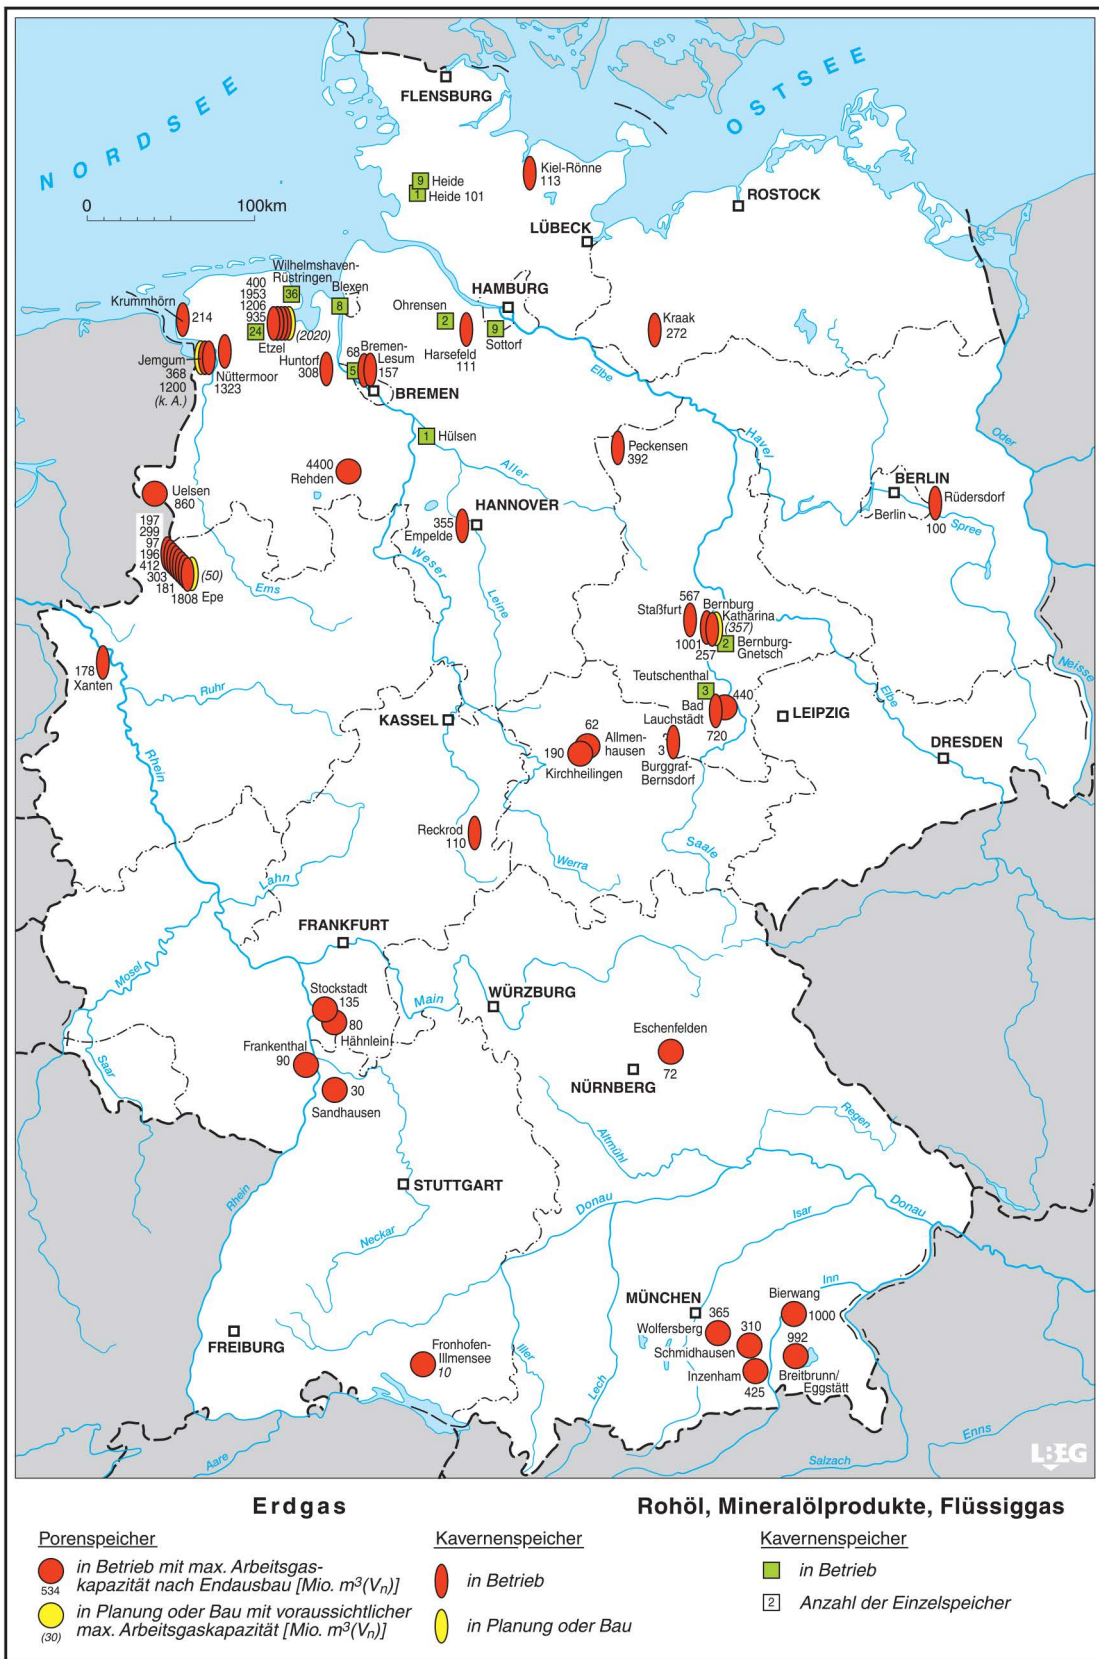 NORDSEE
OSTSEE
FLENSBURG
Kiel-Rönne
113
9 Heide
1 Heide 101
ROSTOCK
0 100km
LÜBECK
Wilhelmshaven-
Rüstringen
36
Blexen
8
400
1953
1206
935
24
(2020)
Etzel
Krummhörn
214
HAMBURG
Ohrensen
2
9
Sottorf
Harsefeld
111
Kraak
272
Jemgum
368
1200
(k. A.)
Nüttermoor
1323
Huntorf
308
68
5
Bremen-
Lesum
157
BREMEN
Elbe
1 Hülsen
Aller
Havel
Oder
Peckensen
392
4400
Rehden
Uelsen
860
BERLIN
Berlin
Rüdersdorf
100
Spree
HANNOVER
355
Empelde
197
299
97
196
412
303
181
1808 Epe
(50)
Ems
Weser
Leine
567
Staßfurt
Bernburg
Katharina
(357)
1001
257
2
Bernburg-
Gnetsch
Neisse
178
Xanten
Ruhr
Teutschenthal
3
440
Bad
Lauchstädt
720
Elbe
KASSEL
LEIPZIG
DRESDEN
62
Allmen-
hausen
190
Kirchheilingen
3
Burggraf-
Bernsdorf
Rhein
Reckrod
110
Werra
Saale
Lahn
FRANKFURT
Mosel
Stockstadt
135
80
Hähnlein
Main
WÜRZBURG
Saar
Frankenthal
90
30
Sandhausen
Eschenfelden
72
NÜRNBERG
Altmühl
Regen
Rhein
STUTTGART
Neckar
Donau
Isar
Donau
Inn
MÜNCHEN
365
Wolfersberg
310
Schmidhausen
Inzenham
425
Bierwang
1000
992
Breitbrunn/
Eggstätt
FREIBURG
Fronhofen-
Illmensee
10
Iller
Lech
Aare
Salzach
Enns
LBEG
Erdgas
Rohöl, Mineralölprodukte, Flüssiggas
Porenspeicher
534
in Betrieb mit max. Arbeitsgas-
kapazität nach Endausbau [Mio. m³(Vn)]
(30)
in Planung oder Bau mit voraussichtlicher
max. Arbeitsgaskapazität [Mio. m³(Vn)]
Kavernenspeicher
in Betrieb
in Planung oder Bau
Kavernenspeicher
in Betrieb
2 Anzahl der Einzelspeicher